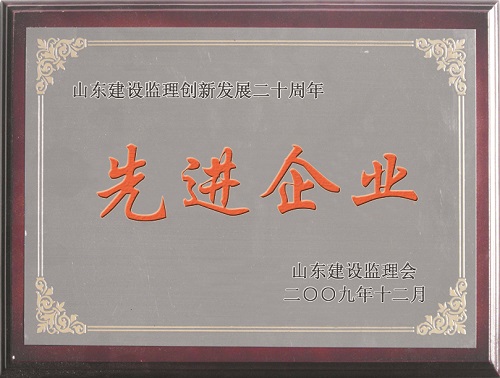 山东建设监理创新发展二十周年
先进企业
山东建设监理会
二〇〇九年十二月